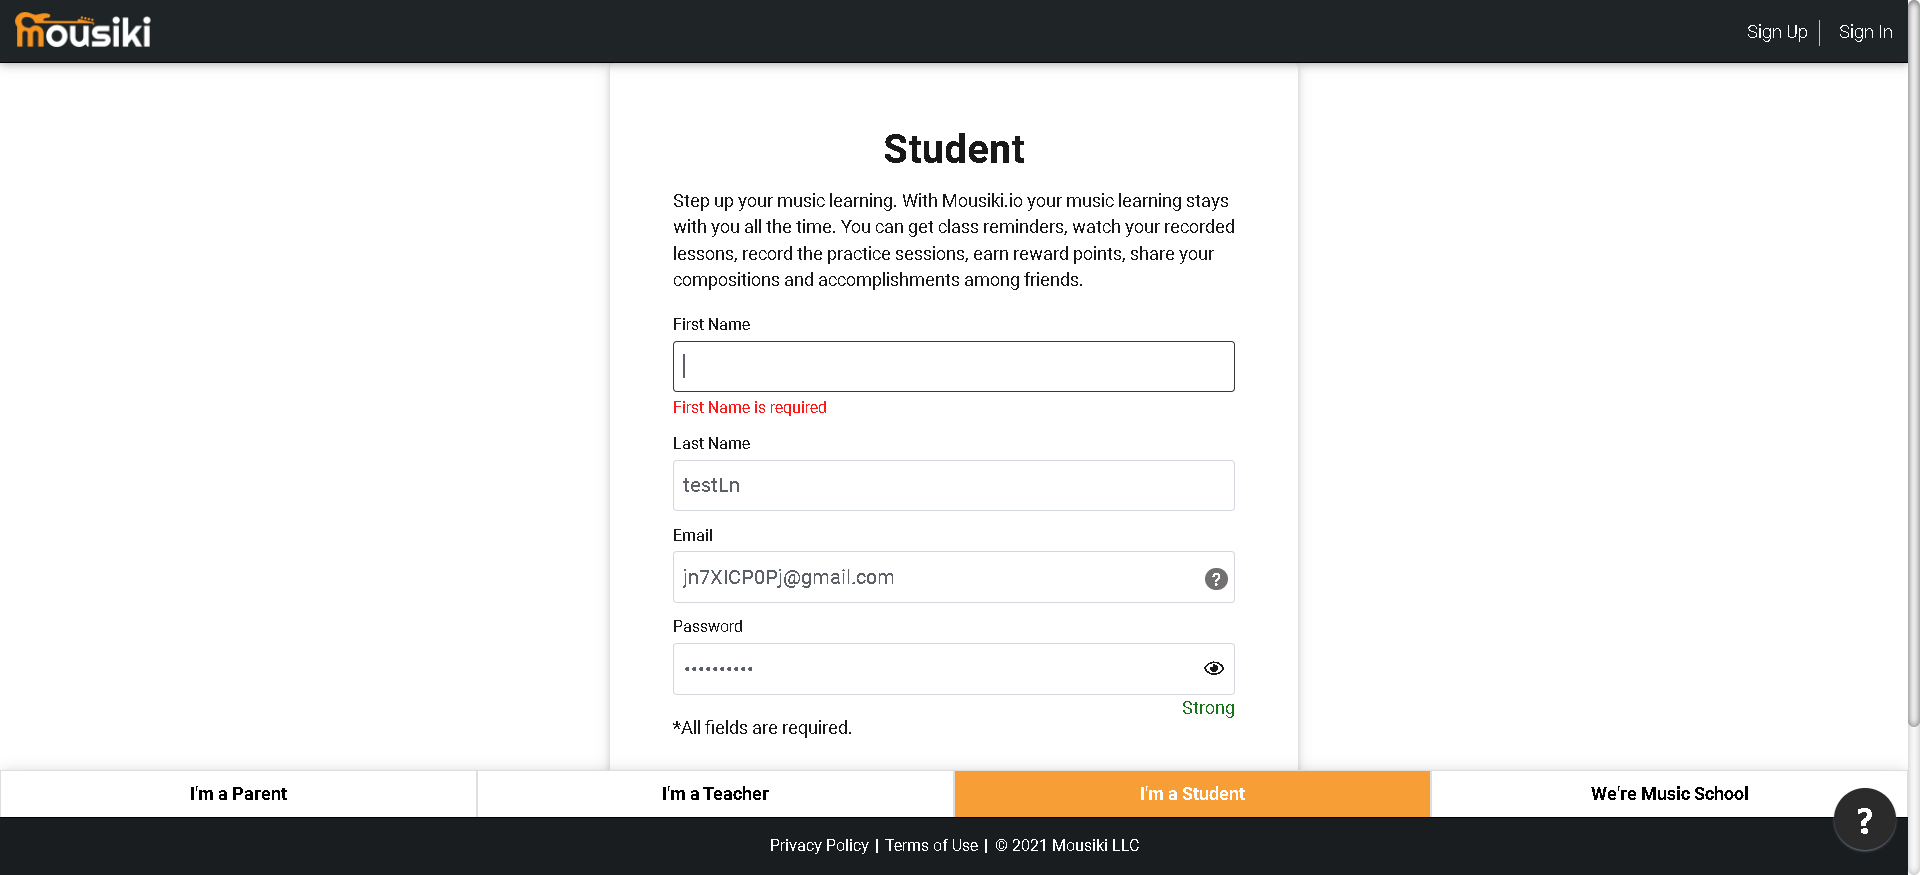 mousiki
Sign Up
Sign In
Student
Step up your music learning. With Mousiki.io your music learning stays
with you all the time. You can get class reminders, watch your recorded
lessons, record the practice sessions, earn reward points, share your
compositions and accomplishments among friends.
First Name
First Name is required
Last Name
testLn
Email
jn7XICP0Pj@gmail.com
?
Password
••••••••••
Strong
*All fields are required.
I'm a Parent
I'm a Teacher
I'm a Student
We're Music School
?
Privacy Policy | Terms of Use | © 2021 Mousiki LLC